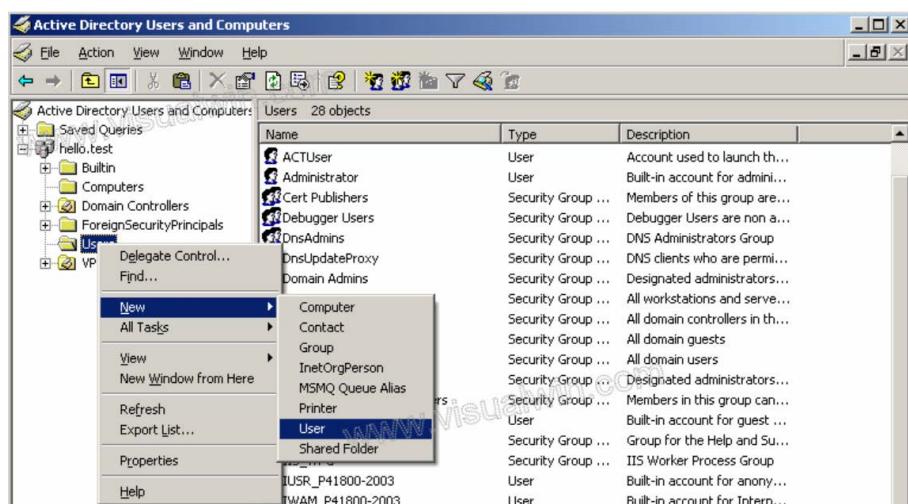 Active Directory Users and Computers
File Action View Window Help
Active Directory Users and Computers
Users 28 objects
Saved Queries
hello.test
Builtin
Computers
Domain Controllers
ForeignSecurityPrincipals
Users
VP
Name Type Description
ACTUser User Account used to launch th...
Administrator User Built-in account for admini...
Cert Publishers Security Group ... Members of this group are...
Debugger Users Security Group ... Debugger Users are non a...
DnsAdmins Security Group ... DNS Administrators Group
DnsUpdateProxy Security Group ... DNS clients who are permi...
Domain Admins Security Group ... Designated administrators...
Security Group ... All workstations and serve...
Security Group ... All domain controllers in th...
Security Group ... All domain guests
Security Group ... All domain users
Security Group ... Designated administrators...
rs Security Group ... Members in this group can...
User Built-in account for guest ...
Security Group ... Group for the Help and Su...
Security Group ... IIS Worker Process Group
IUSR_P41800-2003 User Built-in account for anony...
IWAM_P41800-2003 User Built-in account for Intern...
Delegate Control...
Find...
New
All Tasks
View
New Window from Here
Refresh
Export List...
Properties
Help
Computer
Contact
Group
InetOrgPerson
MSMQ Queue Alias
Printer
User
Shared Folder
www.visualwin.com
www.visualwin.com